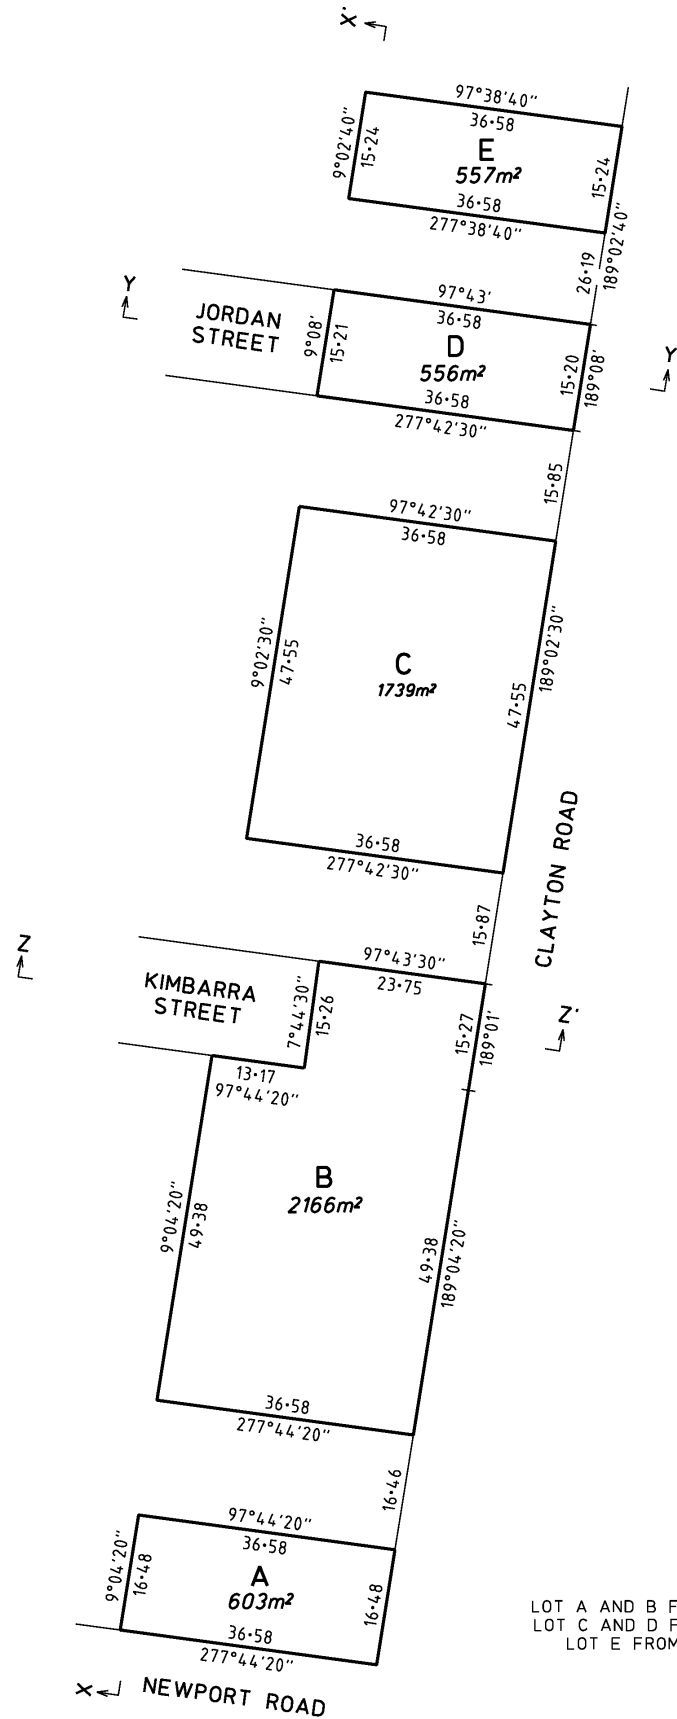 X'
97°38'40"
36·58
9°02'40"
15·24
E
557m²
15·24
36·58
277°38'40"
189°02'40"
26·19
Y
JORDAN
STREET
97°43'
36·58
9°08'
15·21
D
556m²
15·20
189°08'
Y'
36·58
277°42'30"
15·85
97°42'30"
36·58
9°02'30"
47·55
C
1739m²
47·55
189°02'30"
36·58
277°42'30"
CLAYTON ROAD
15·87
Z
KIMBARRA
STREET
97°43'30"
23·75
7°44'30"
15·26
15·27
189°01'
Z'
13·17
97°44'20"
B
2166m²
9°04'20"
49·38
49·38
189°04'20"
36·58
277°44'20"
16·46
97°44'20"
36·58
9°04'20"
16·48
A
603m²
16·48
36·58
277°44'20"
X
NEWPORT ROAD
LOT A AND B F
LOT C AND D F
LOT E FROM